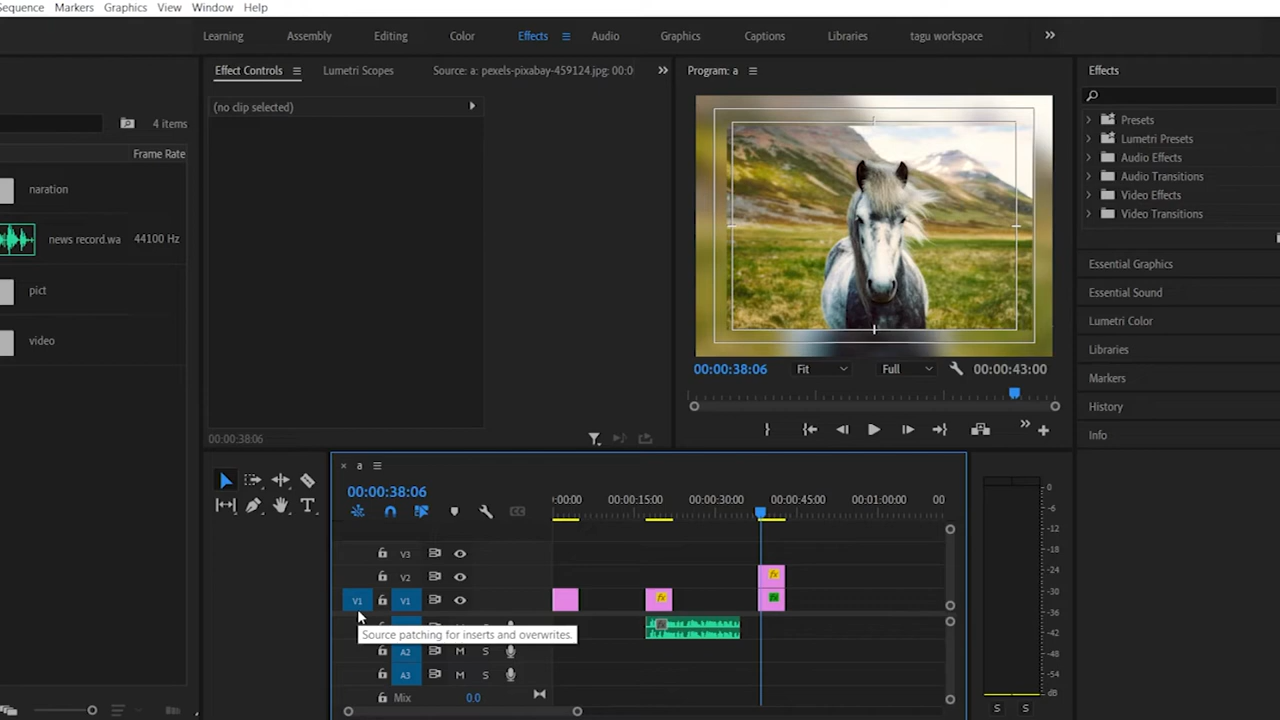 Sequence Markers Graphics View Window Help
Learning Assembly Editing Color Effects Audio Graphics Captions Libraries tagu workspace
Effect Controls Lumetri Scopes Source: a: pexels-pixabay-459124.jpg: 00:0 Program: a Effects
(no clip selected)
4 items
Presets
Lumetri Presets
Frame Rate
Audio Effects
Audio Transitions
naration
Video Effects
Video Transitions
news record.wa 44100 Hz
Essential Graphics
pict
Essential Sound
Lumetri Color
video
Libraries
00:00:38:06 Fit Full 00:00:43:00
Markers
History
Info
00:00:38:06
a
00:00:38:06
:00:00 00:00:15:00 00:00:30:00 00:00:45:00 00:01:00:00 00
V3
V2 fx
V1 V1 fx fx
Source patching for inserts and overwrites.
A2 M S
A3 M S
Mix 0.0
0
-6
-12
-18
-24
-30
-36
-42
-48
-54
dB
S S